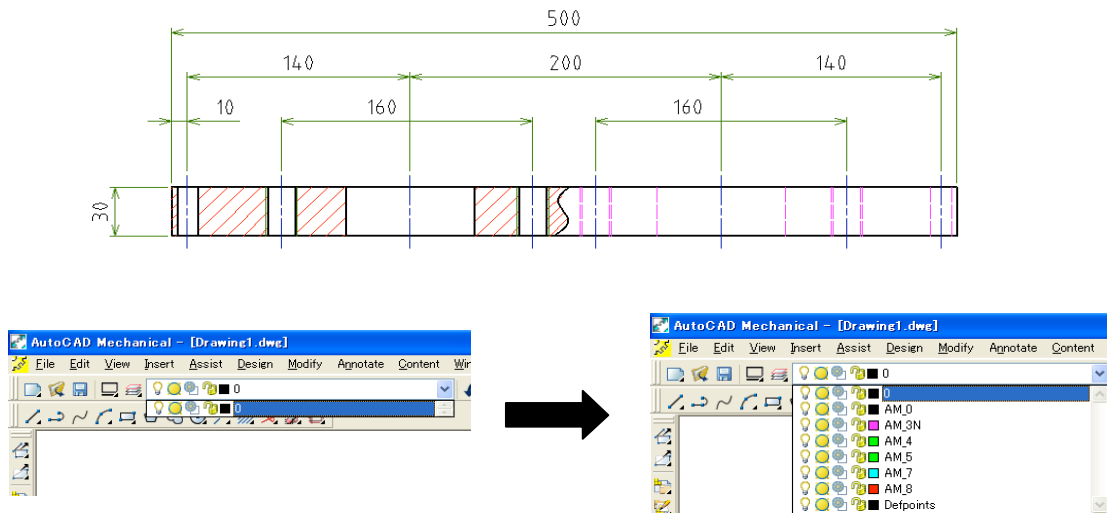 500
140 200 140
10 160 160
30
AutoCAD Mechanical - [Drawing1.dwg]
File Edit View Insert Assist Design Modify Annotate Content Wir
0
0
AutoCAD Mechanical - [Drawing1.dwg]
File Edit View Insert Assist Design Modify Annotate Content
0
0
AM_0
AM_3N
AM_4
AM_5
AM_7
AM_8
Defpoints